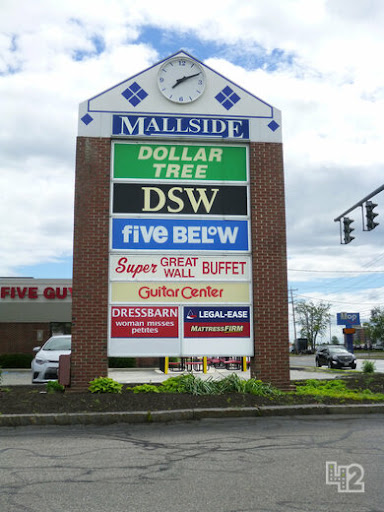 MALLSIDE
DOLLAR
TREE
DSW
five BELOW
Super GREAT WALL BUFFET
Guitar Center
DRESSBARN
woman misses
petites
LEGAL-EASE
MATTRESSFIRM
FIVE GU
42